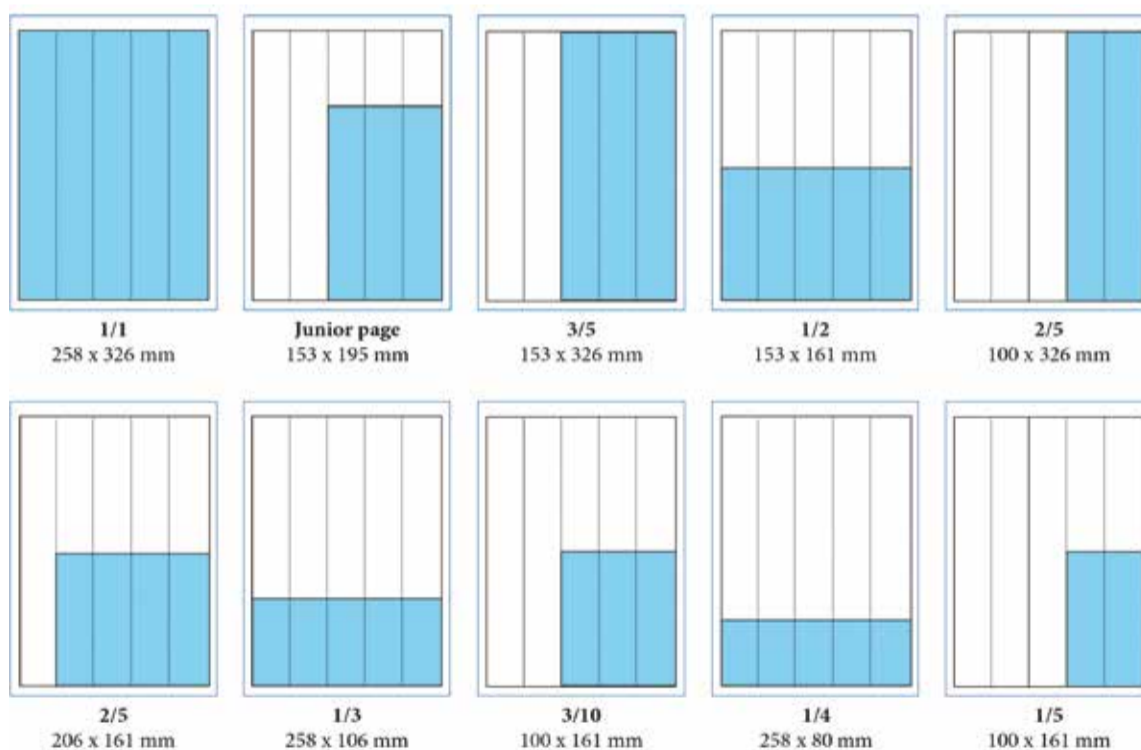 1/1
258 x 326 mm
Junior page
153 x 195 mm
3/5
153 x 326 mm
1/2
153 x 161 mm
2/5
100 x 326 mm
2/5
206 x 161 mm
1/3
258 x 106 mm
3/10
100 x 161 mm
1/4
258 x 80 mm
1/5
100 x 161 mm